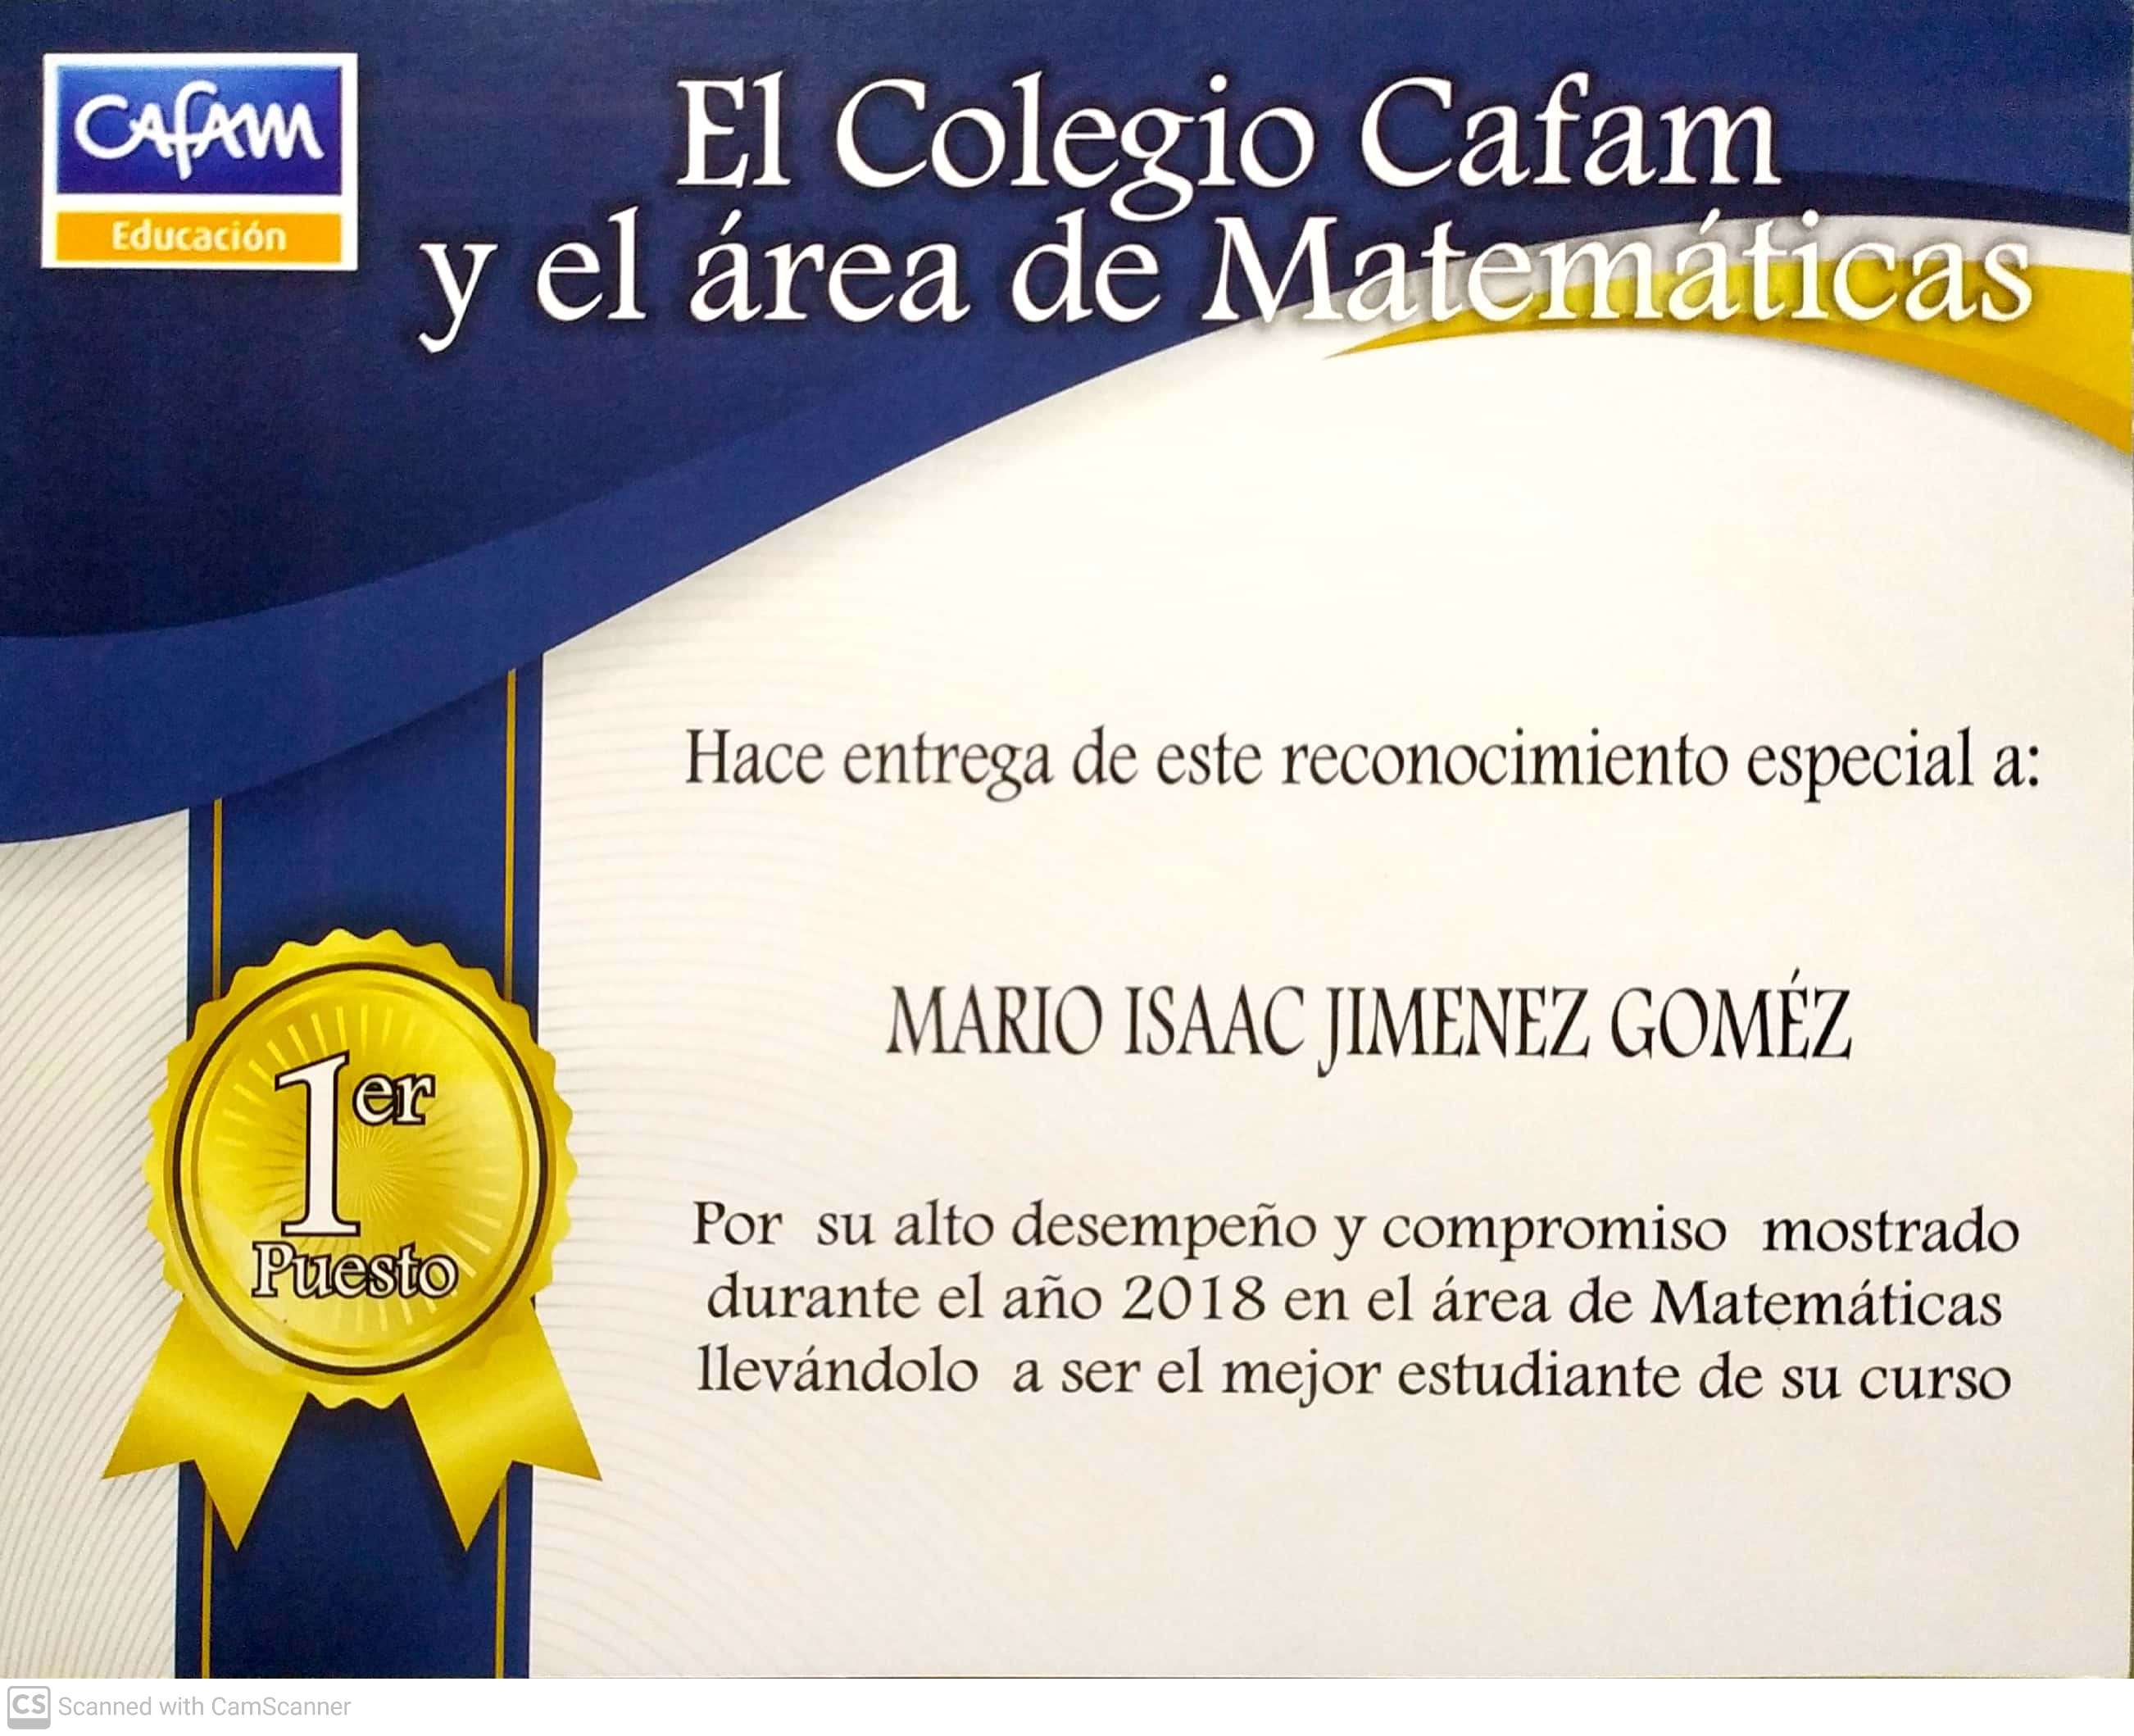 CAFAM
Educación
El Colegio Cafam
y el área de Matemáticas
Hace entrega de este reconocimiento especial a:
MARIO ISAAC JIMENEZ GOMÉZ
1er
Puesto
Por su alto desempeño y compromiso mostrado
durante el año 2018 en el área de Matemáticas
llevándolo a ser el mejor estudiante de su curso
CS Scanned with CamScanner